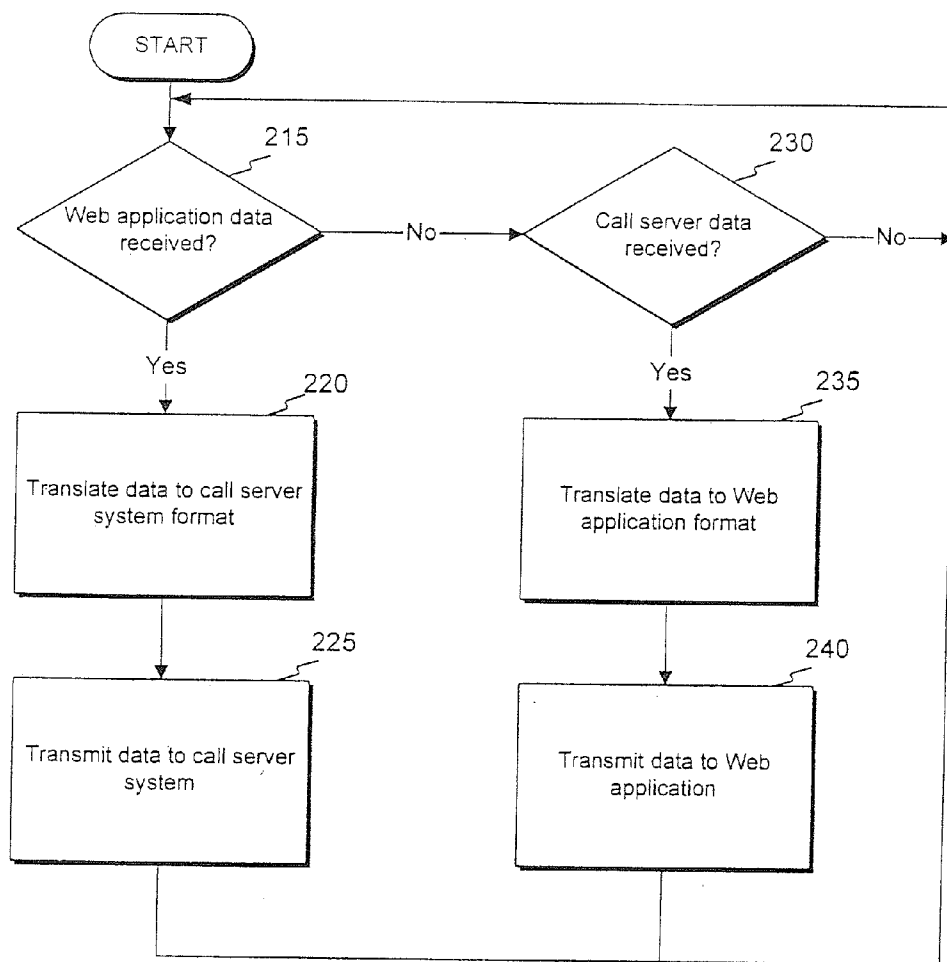 START
215
230
Web application data
received?
No
Call server data
received?
No
Yes
Yes
220
235
Translate data to call server
system format
Translate data to Web
application format
225
240
Transmit data to call server
system
Transmit data to Web
application